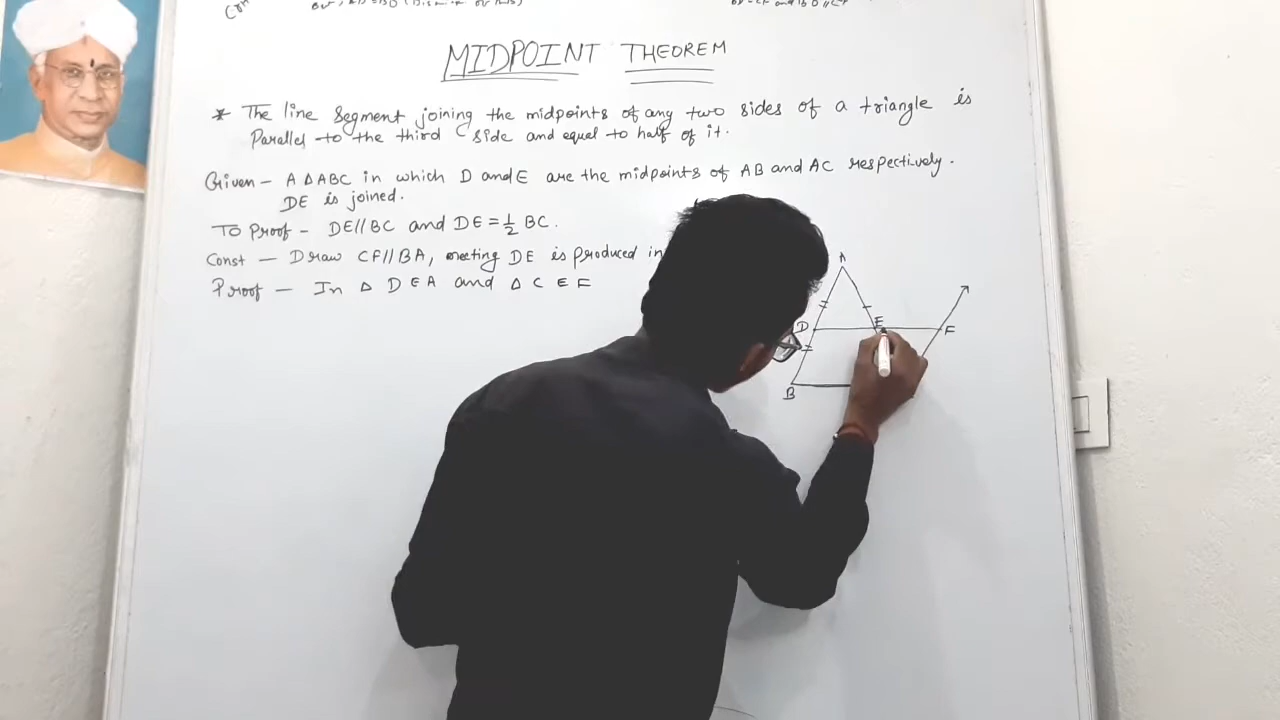 MIDPOINT THEOREM
* The line segment joining the midpoints of any two sides of a triangle is
Parallel to the third side and equal to half of it.
Given - A △ABC in which D and E are the midpoints of AB and AC respectively.
DE is joined.
To Proof - DE//BC and DE = 1/2 BC.
Const - Draw CF//BA, meeting DE is produced in
Proof - In △ DEA and △ CEF
A
D E F
B